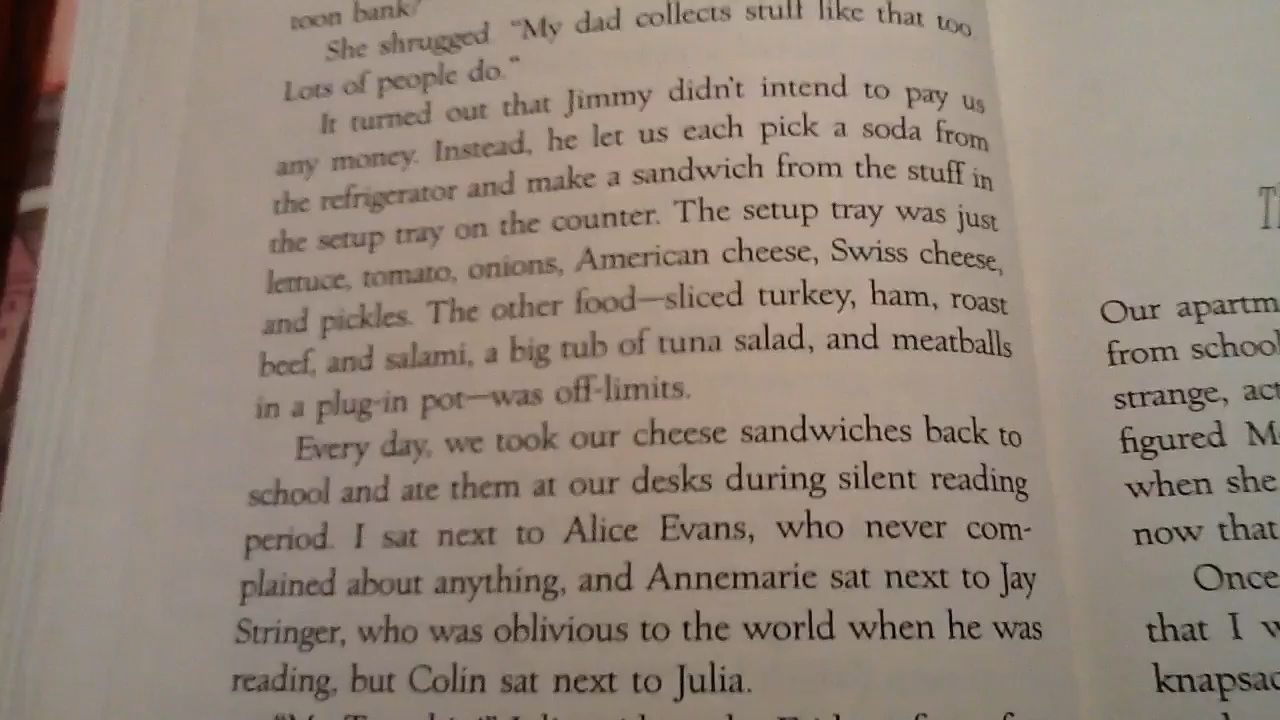 toon bank?"
She shrugged. "My dad collects stuff like that too.
Lots of people do."
It turned out that Jimmy didn't intend to pay us
any money. Instead, he let us each pick a soda from
the refrigerator and make a sandwich from the stuff in
the setup tray on the counter. The setup tray was just
lettuce, tomato, onions, American cheese, Swiss cheese,
and pickles. The other food—sliced turkey, ham, roast
beef, and salami, a big tub of tuna salad, and meatballs
in a plug-in pot—was off-limits.
Every day, we took our cheese sandwiches back to
school and ate them at our desks during silent reading
period. I sat next to Alice Evans, who never com-
plained about anything, and Annemarie sat next to Jay
Stringer, who was oblivious to the world when he was
reading, but Colin sat next to Julia.
Our apartm
from school
strange, act
figured M
when she
now that
Once
that I w
knapsac